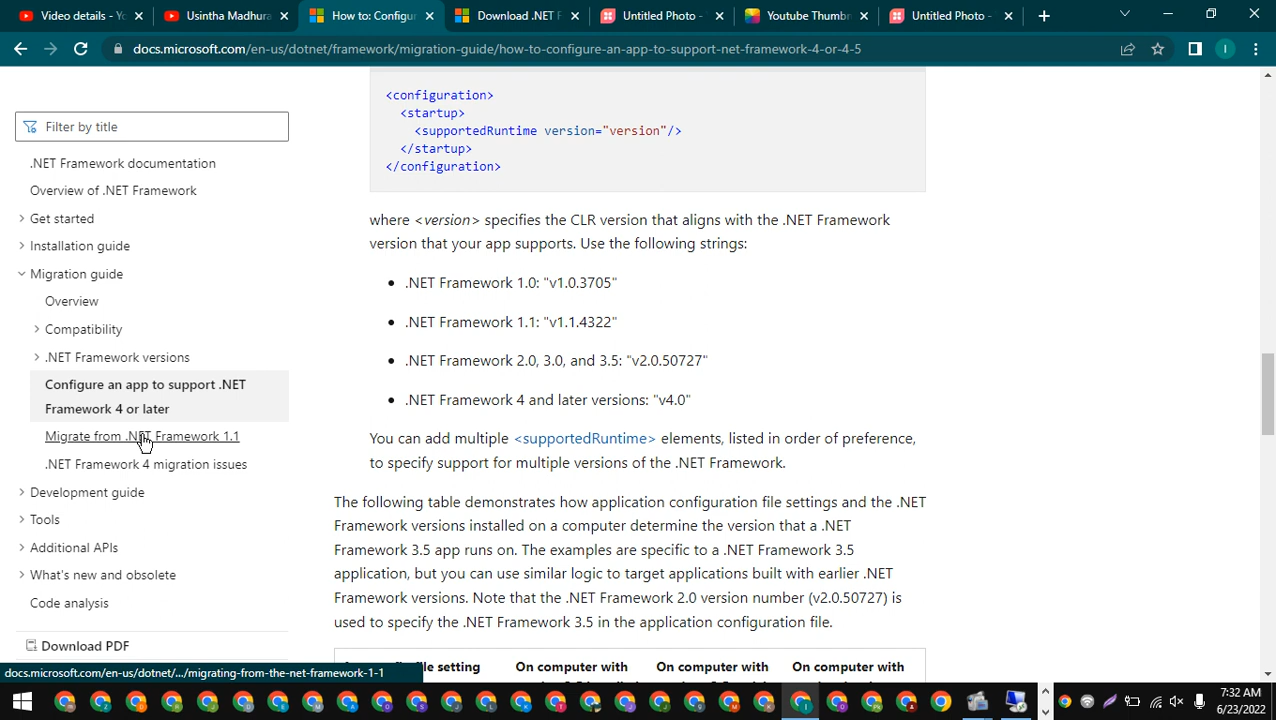 Video details - Yo
Usintha Madhura
How to: Configu
Download .NET F
Untitled Photo -
Youtube Thumbn
Untitled Photo -
docs.microsoft.com/en-us/dotnet/framework/migration-guide/how-to-configure-an-app-to-support-net-framework-4-or-4-5
I
Filter by title
.NET Framework documentation
Overview of .NET Framework
Get started
Installation guide
Migration guide
Overview
Compatibility
.NET Framework versions
Configure an app to support .NET
Framework 4 or later
Migrate from .NET Framework 1.1
.NET Framework 4 migration issues
Development guide
Tools
Additional APIs
What's new and obsolete
Code analysis
Download PDF
<configuration>
<startup>
<supportedRuntime version="version"/>
</startup>
</configuration>
where <version> specifies the CLR version that aligns with the .NET Framework
version that your app supports. Use the following strings:
.NET Framework 1.0: "v1.0.3705"
.NET Framework 1.1: "v1.1.4322"
.NET Framework 2.0, 3.0, and 3.5: "v2.0.50727"
.NET Framework 4 and later versions: "v4.0"
You can add multiple <supportedRuntime> elements, listed in order of preference,
to specify support for multiple versions of the .NET Framework.
The following table demonstrates how application configuration file settings and the .NET
Framework versions installed on a computer determine the version that a .NET
Framework 3.5 app runs on. The examples are specific to a .NET Framework 3.5
application, but you can use similar logic to target applications built with earlier .NET
Framework versions. Note that the .NET Framework 2.0 version number (v2.0.50727) is
used to specify the .NET Framework 3.5 in the application configuration file.
file setting On computer with On computer with On computer with
docs.microsoft.com/en-us/dotnet/.../migrating-from-the-net-framework-1-1
7:32 AM
6/23/2022